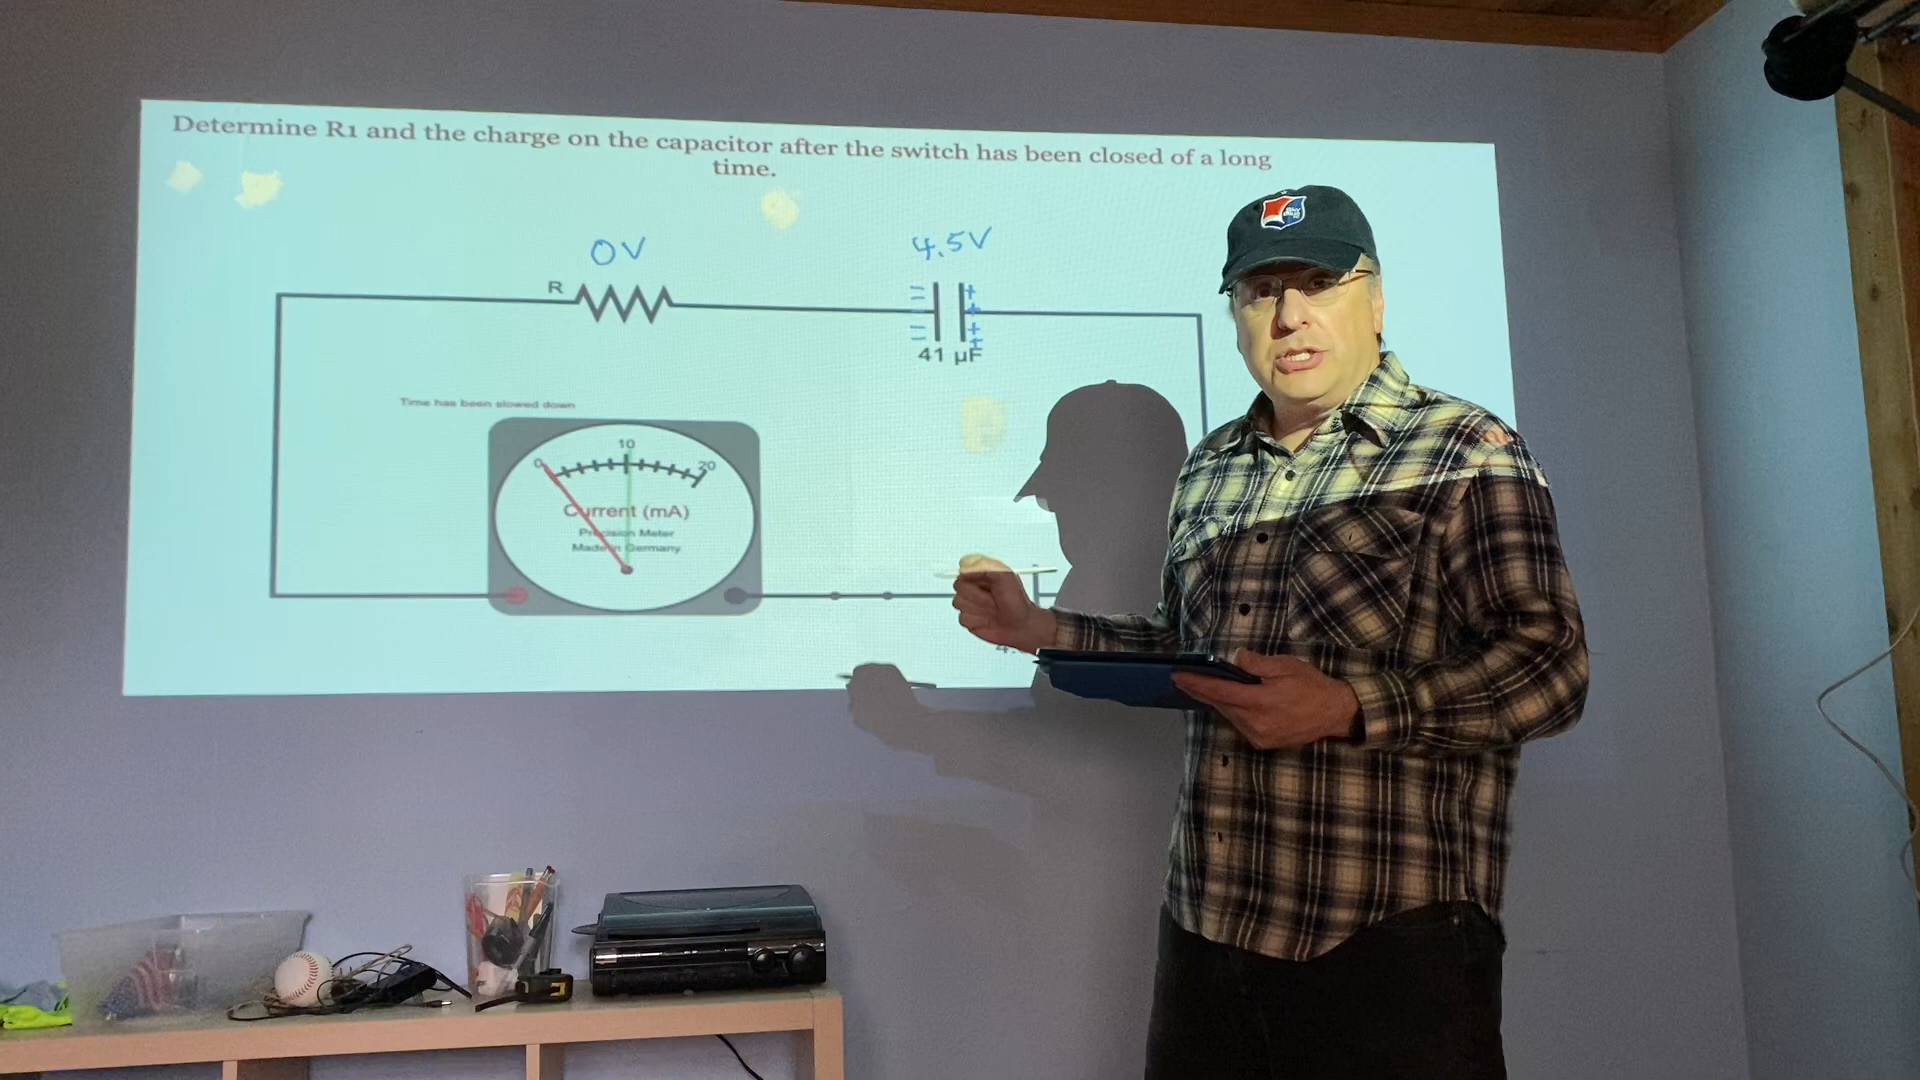 Determine R1 and the charge on the capacitor after the switch has been closed of a long
time.
0V
4.5V
R
41 µF
Time has been slowed down
10
0
20
Current (mA)
Precision Meter
Made in Germany